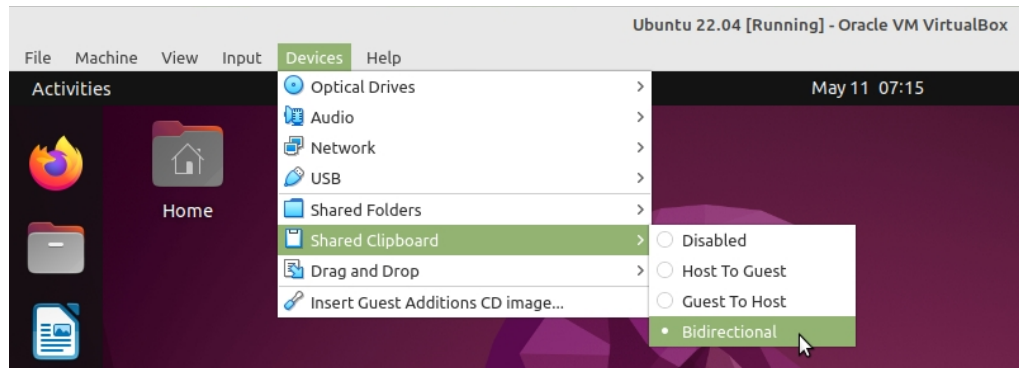 Ubuntu 22.04 [Running] - Oracle VM VirtualBox
File Machine View Input Devices Help
Activities
May 11 07:15
Optical Drives
Audio
Network
USB
Home
Shared Folders
Shared Clipboard
Drag and Drop
Insert Guest Additions CD image...
Disabled
Host To Guest
Guest To Host
Bidirectional